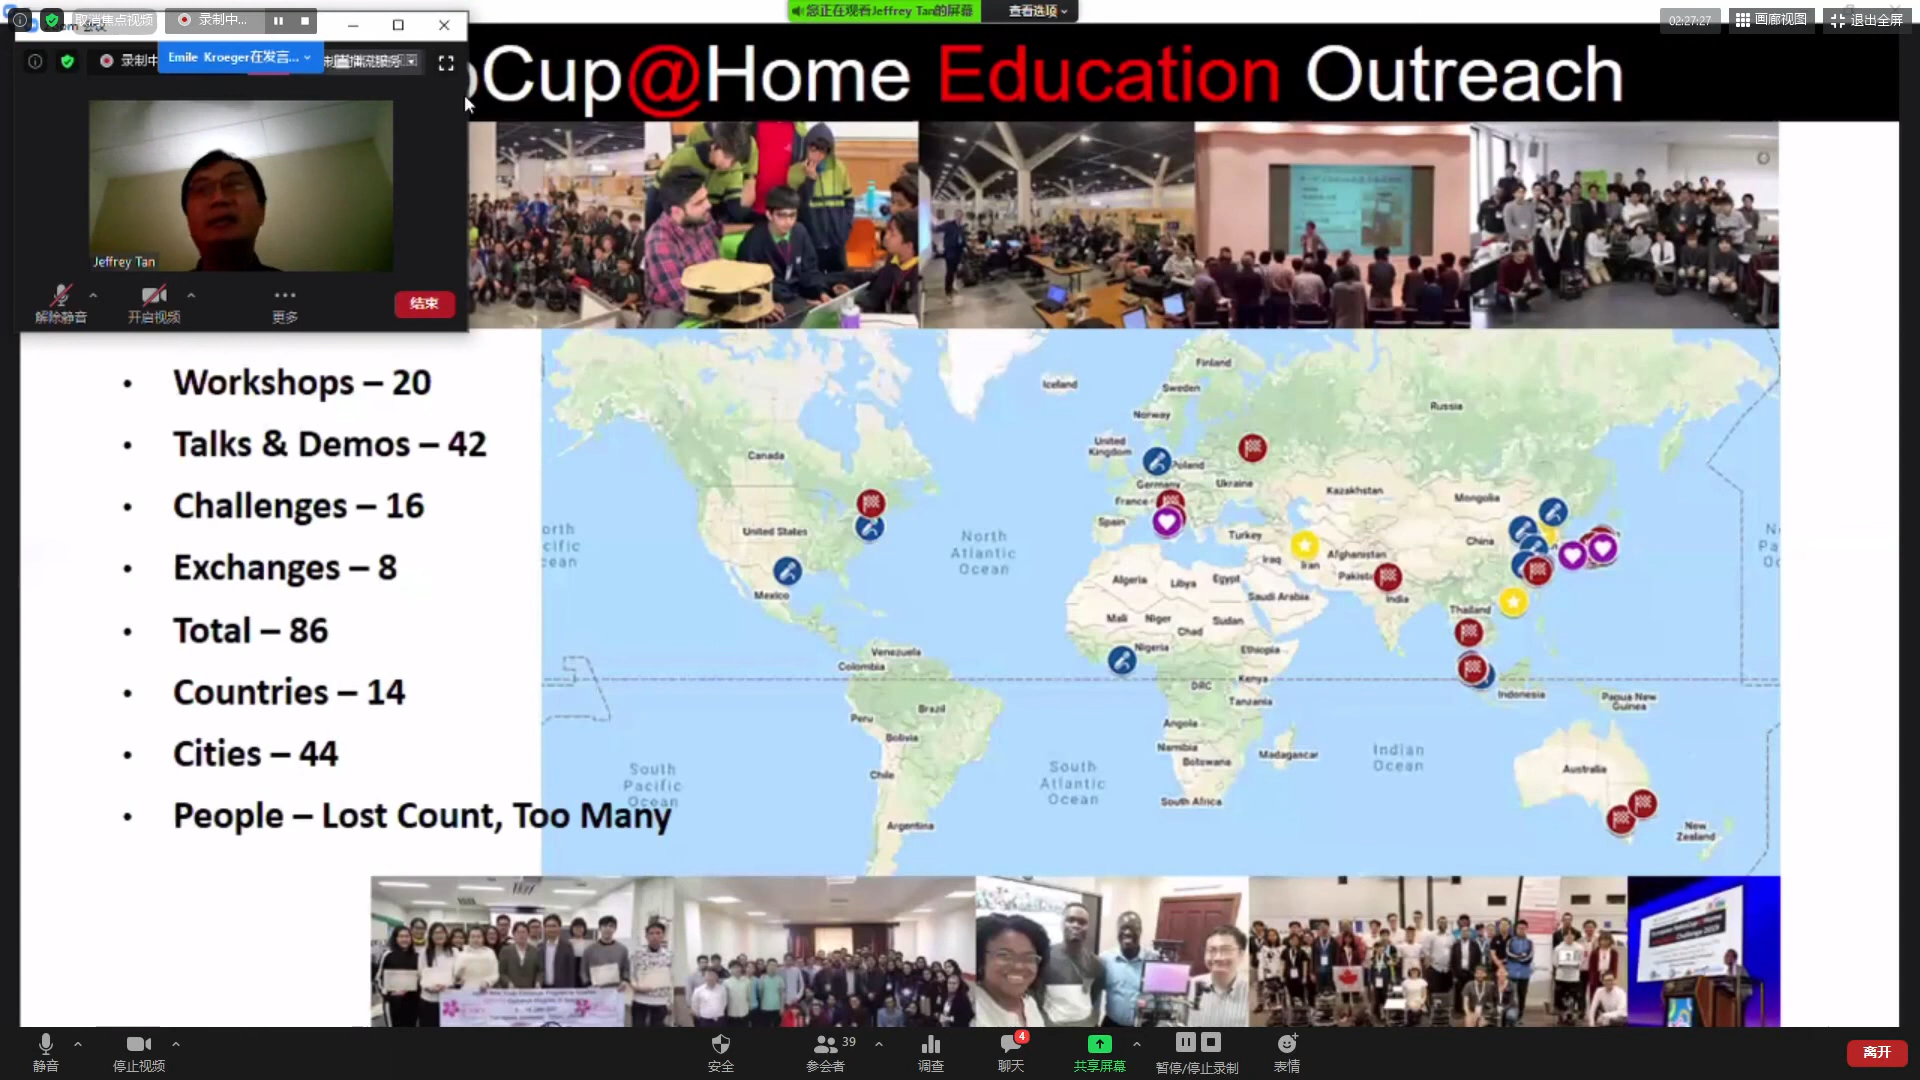 取消焦点视频
录制中...
您正在观看Jeffrey Tan的屏幕
查看选项
02:27:27
画廊视图
退出全屏
录制中
Emile Kroeger在发言...
Jeffrey Tan
解除静音
开启视频
更多
结束
Cup@Home Education Outreach
• Workshops – 20
• Talks & Demos – 42
• Challenges – 16
• Exchanges – 8
• Total – 86
• Countries – 14
• Cities – 44
• People – Lost Count, Too Many
Finland
Iceland
Sweden
Norway
Russia
United
Kingdom
Canada
Poland
Germany
Ukraine
France
Kazakhstan
Mongolia
Spain
United States
North
Atlantic
Ocean
Turkey
China
Iraq
Iran
Afghanistan
Mexico
Algeria
Libya
Egypt
India
Saudi Arabia
Thailand
Mali
Niger
Chad
Sudan
Nigeria
Ethiopia
Venezuela
Colombia
Kenya
DRC
Tanzania
Indonesia
Papua New
Guinea
Peru
Brazil
Angola
Bolivia
Namibia
Botswana
Madagascar
Indian
Ocean
Chile
South
Pacific
Ocean
South
Atlantic
Ocean
South Africa
Australia
Argentina
New
Zealand
静音
停止视频
安全
参会者
39
调查
聊天
4
共享屏幕
暂停/停止录制
表情
离开